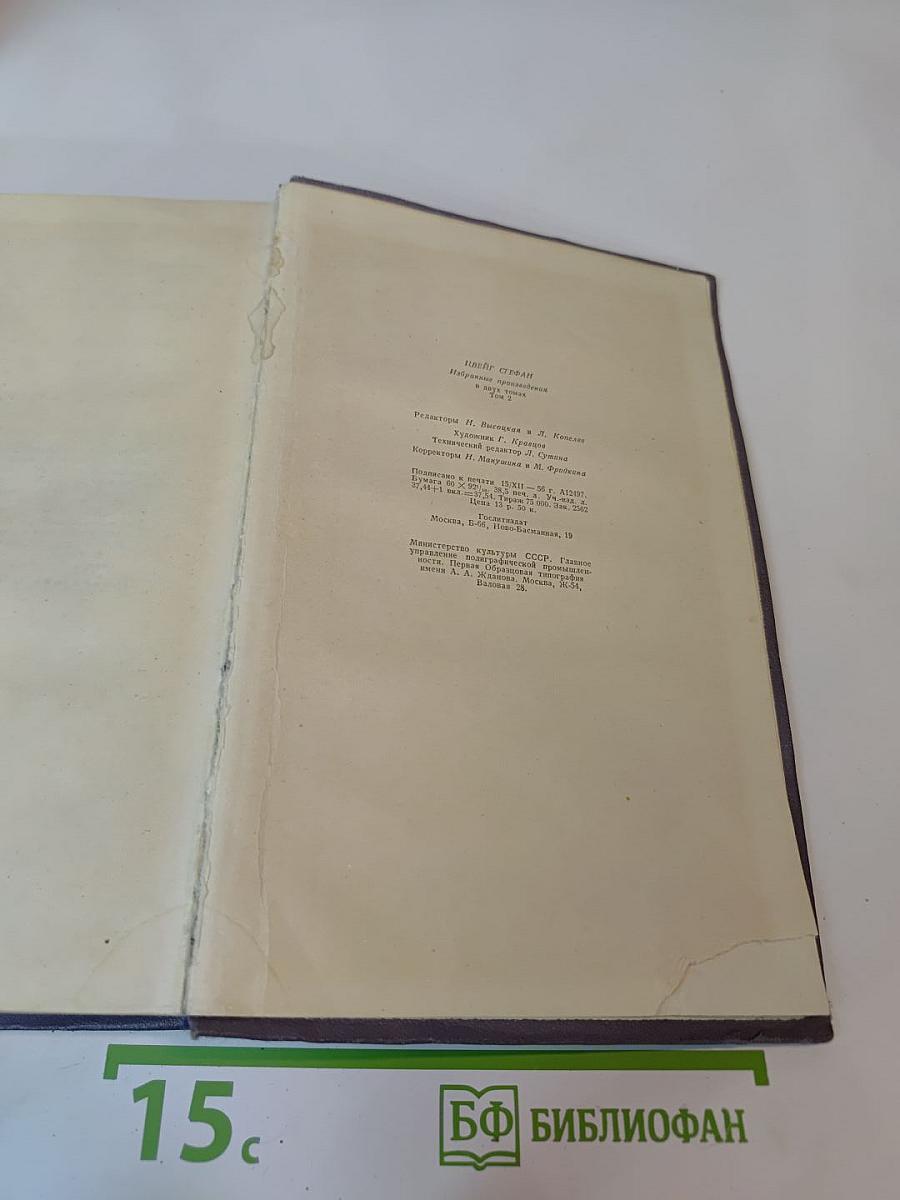 ЦВЕЙГ СТЕФАН
Избранные произведения
в двух томах
Том 2
Редакторы Н. Высоцкая и Л. Копелев
Художник Г. Кравцов
Технический редактор Л. Сутина
Корректоры Н. Макушина и М. Фридкина
Подписано к печати 15/XII — 56 г. А12497.
Бумага 60 × 92¹/₁₆. 38,5 печ. л. Уч.-изд. л.
37,44+1 вкл.=37,54. Тираж 75 000. Зак. 2562
Цена 13 р. 50 к.
Гослитиздат
Москва, Б-66, Ново-Басманная, 19
Министерство культуры СССР. Главное
управление полиграфической промышлен-
ности. Первая Образцовая типография
имени А. А. Жданова. Москва, Ж-54,
Валовая 28.
15 с
БФ БИБЛИОФАН